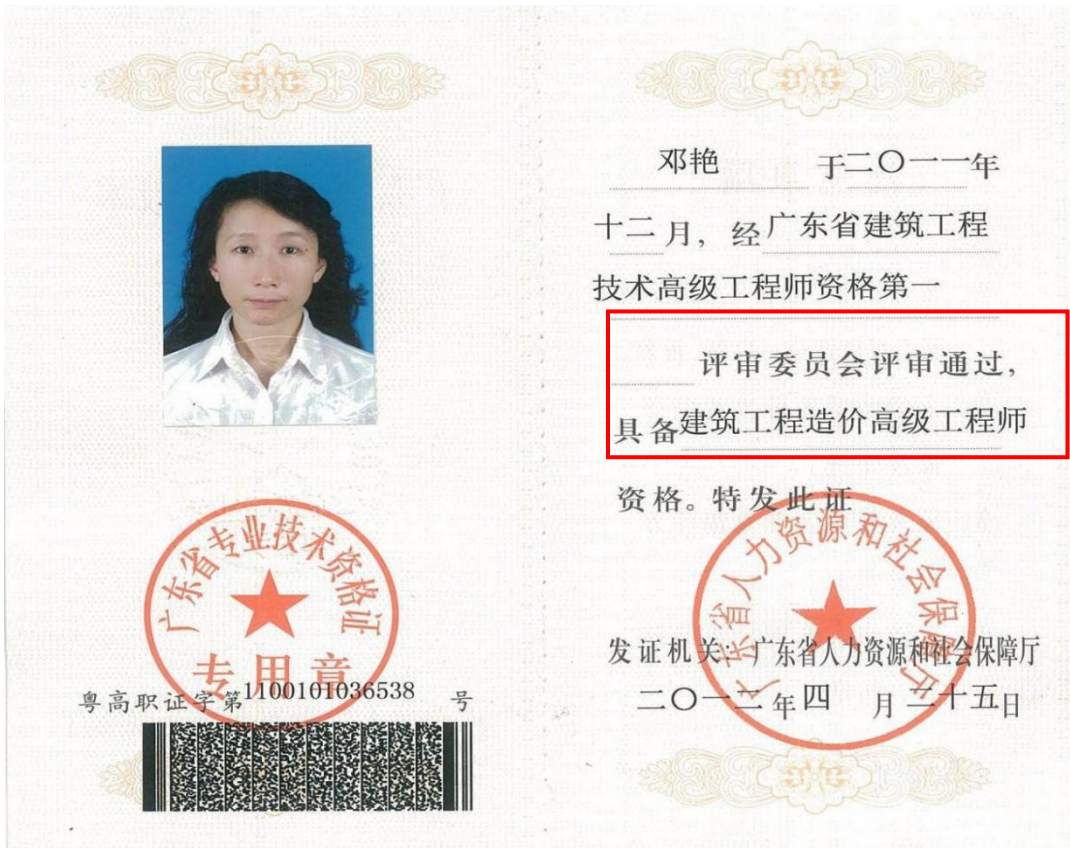 广东省专业技术资格证
专用章
粤高职证字第1100101036538号
邓艳 于二〇一一年
十二月，经广东省建筑工程
技术高级工程师资格第一
评审委员会评审通过，
具备建筑工程造价高级工程师
资格。特发此证
广东省人力资源和社会保障厅
发证机关：广东省人力资源和社会保障厅
二〇一二年四月二十五日